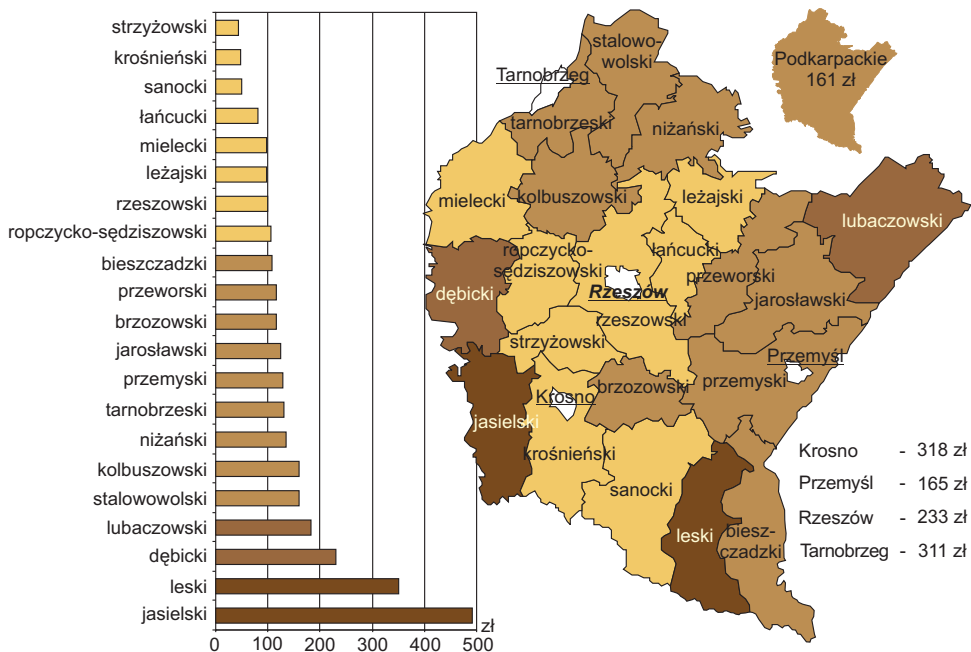 strzyżowski
krośnieński
sanocki
łańcucki
mielecki
leżajski
rzeszowski
ropczycko-sędziszowski
bieszczadzki
przeworski
brzozowski
jarosławski
przemyski
tarnobrzeski
niżański
kolbuszowski
stalowowolski
lubaczowski
dębicki
leski
jasielski
0 100 200 300 400 500
zł
stalowo-
wolski
Tarnobrzeg
tarnobrzeski
niżański
Podkarpackie
161 zł
mielecki
kolbuszowski
leżajski
lubaczowski
ropczycko-
sędziszowski
łańcucki
przeworski
dębicki
Rzeszów
jarosławski
rzeszowski
strzyżowski
Przemyśl
Krosno
brzozowski
przemyski
jasielski
krośnieński
sanocki
leski
biesz-
czadzki
Krosno - 318 zł
Przemyśl - 165 zł
Rzeszów - 233 zł
Tarnobrzeg - 311 zł